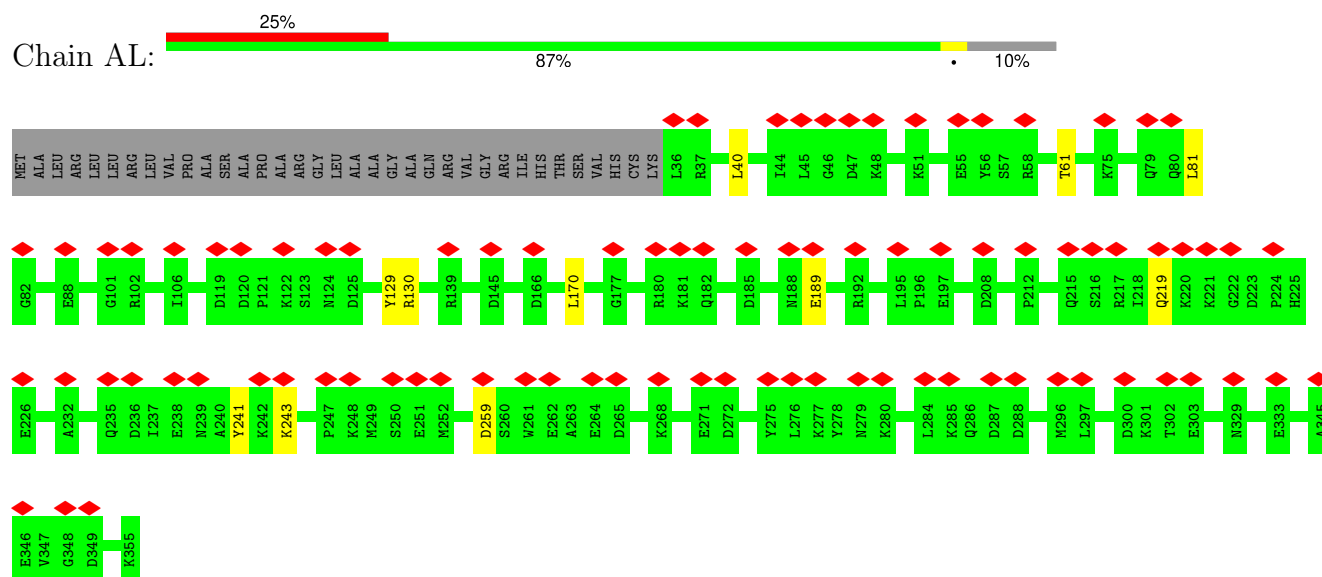 25%
Chain AL:
87% • 10%
MET ALA LEU ARG LEU LEU LEU ARG LEU VAL PRO ALA SER ALA PRO ALA ARG GLY LEU ALA ALA GLY ALA GLN ARG VAL GLY ARG ILE HIS THR SER VAL HIS CYS LYS L36 R37 L40 I44 L45 G46 D47 K48 K51 E55 Y56 S57 R58 T61 K75 Q79 Q80 L81
G82 E88 G101 R102 I106 D119 D120 P121 K122 S123 N124 D125 Y129 R130 R139 D145 D166 L170 G177 R180 K181 Q182 D185 N188 E189 R192 L195 P196 E197 D208 P212 Q215 S216 R217 I218 Q219 K220 K221 G222 D223 P224 H225
E226 A232 Q235 D236 I237 E238 N239 A240 Y241 K242 K243 P247 K248 M249 S250 E251 M252 D259 S260 W261 E262 A263 E264 D265 K268 E271 D272 Y275 L276 K277 Y278 N279 K280 L284 K285 Q286 D287 D288 M296 L297 D300 K301 T302 E303 N329 E333 A345
E346 V347 G348 D349 K355